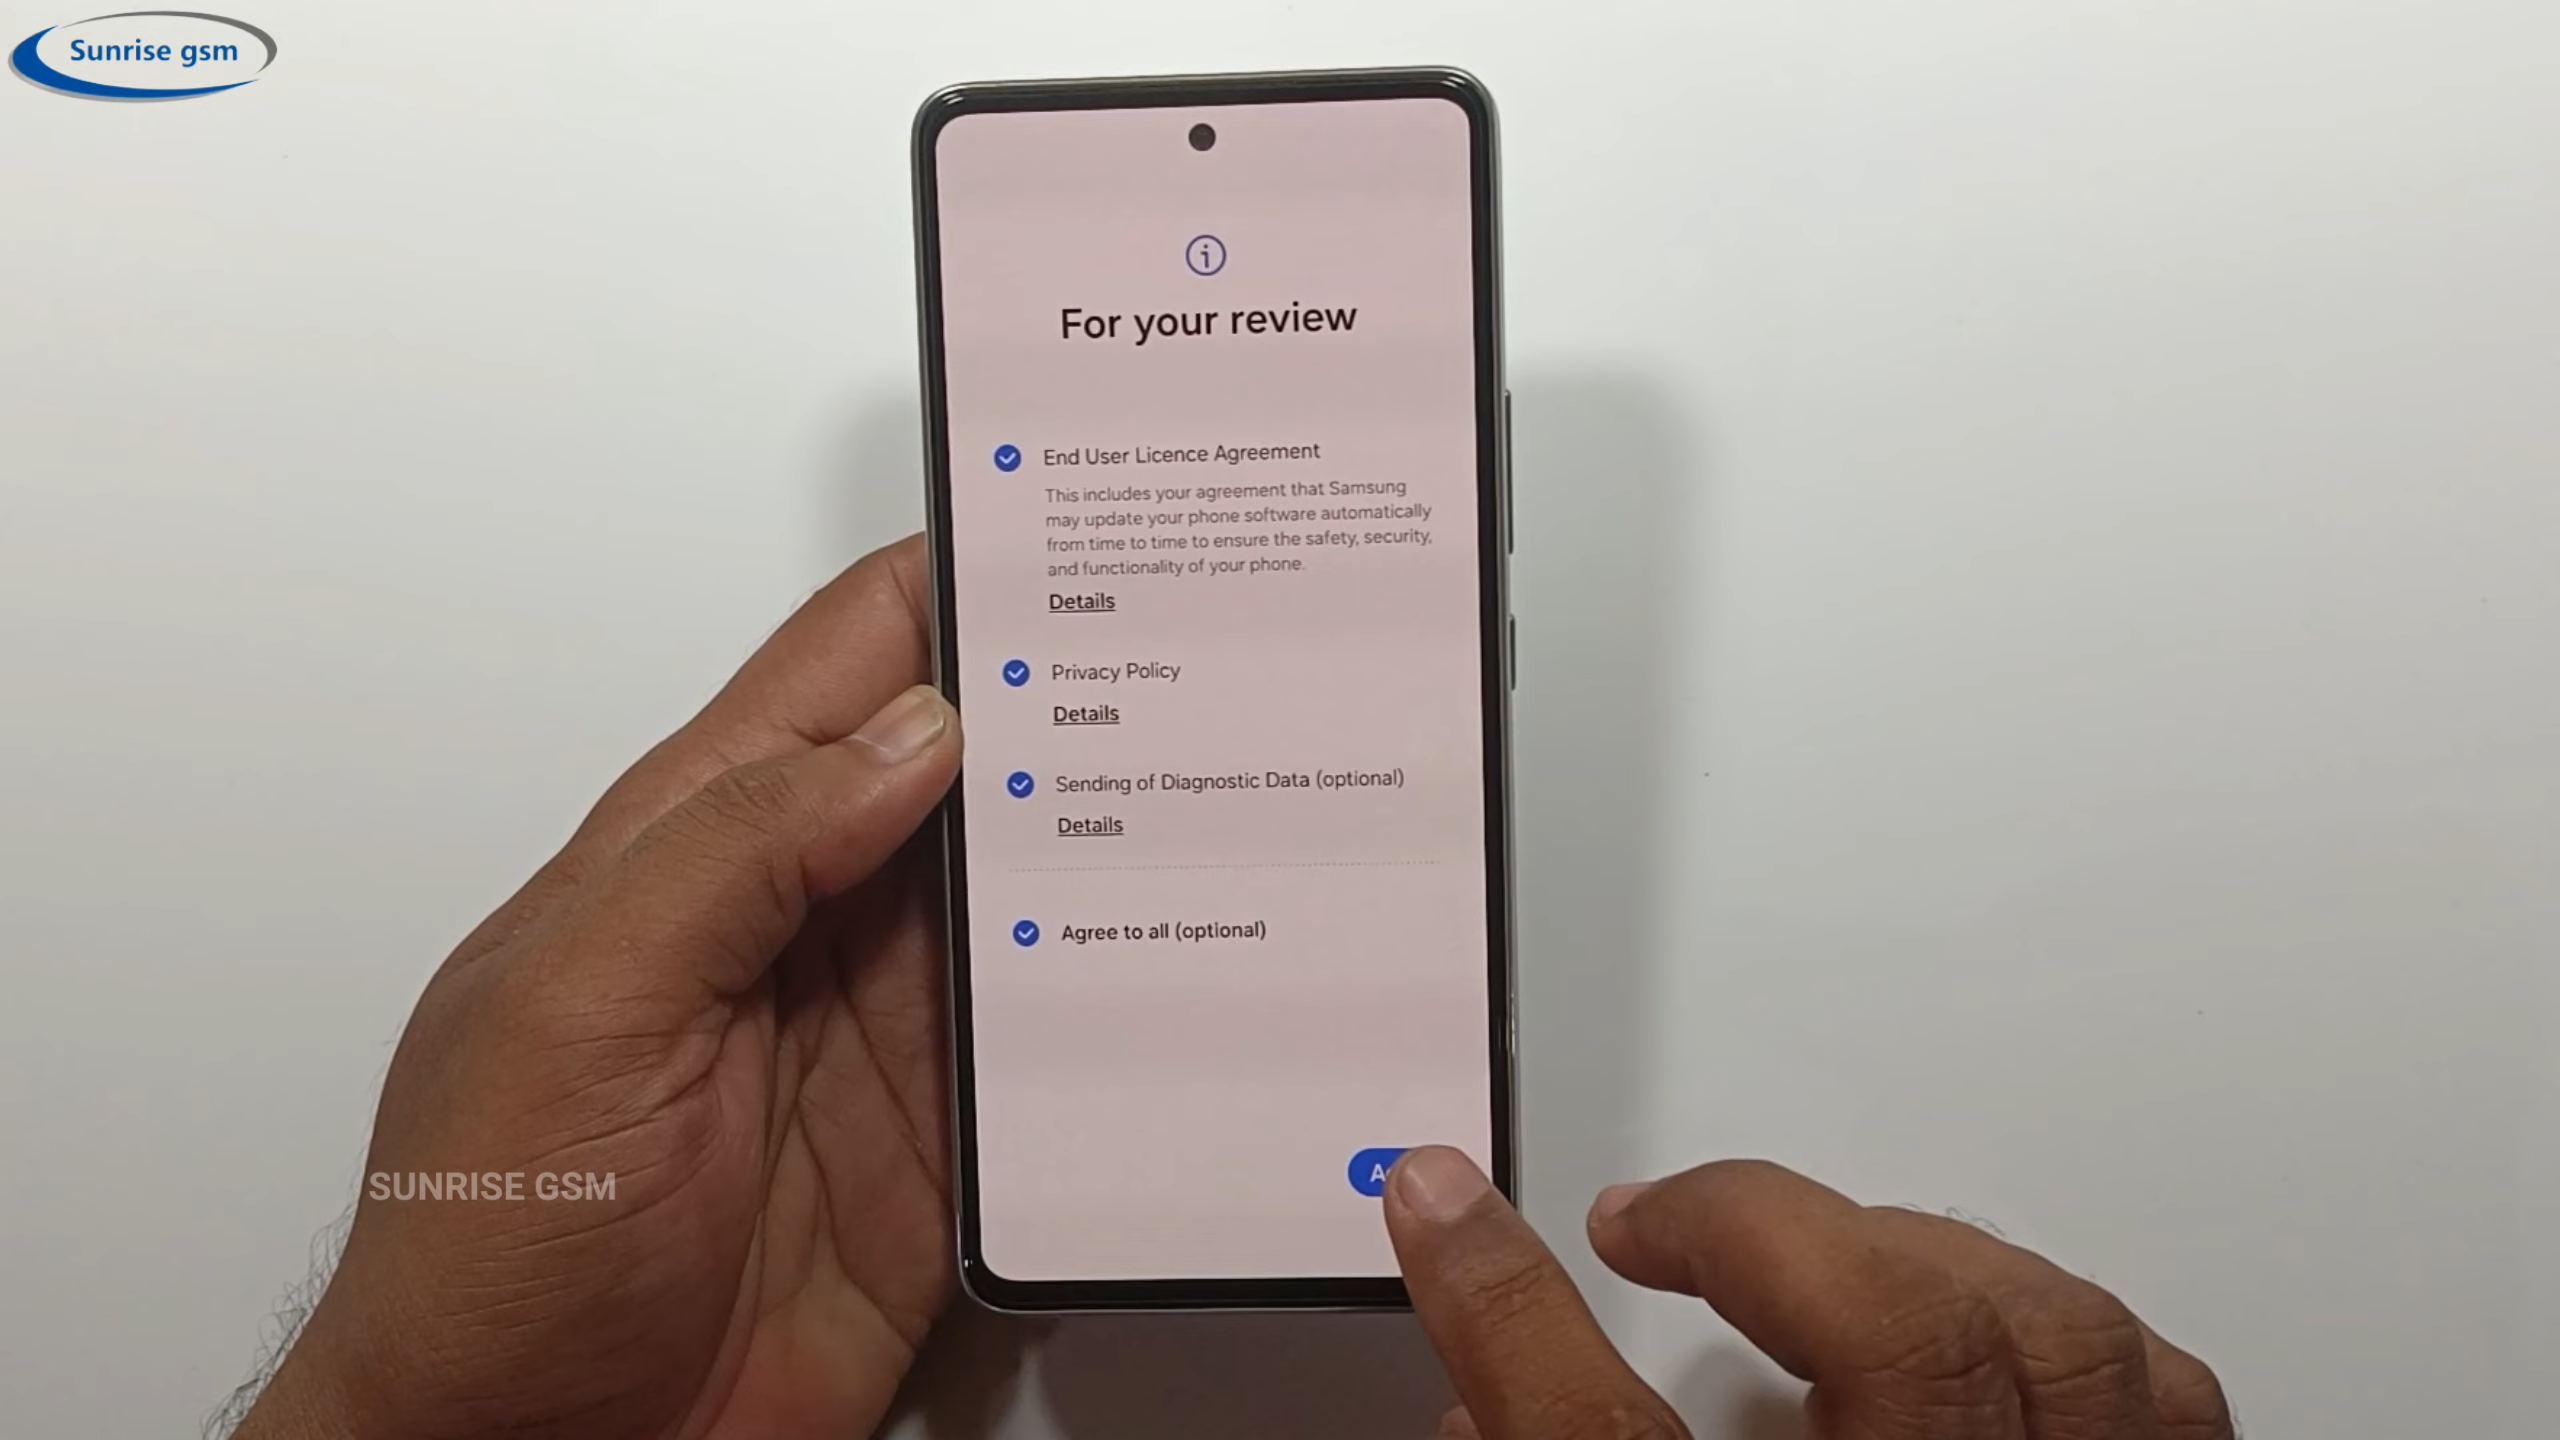 Sunrise gsm
For your review
End User Licence Agreement
This includes your agreement that Samsung
may update your phone software automatically
from time to time to ensure the safety, security,
and functionality of your phone.
Details
Privacy Policy
Details
Sending of Diagnostic Data (optional)
Details
Agree to all (optional)
SUNRISE GSM